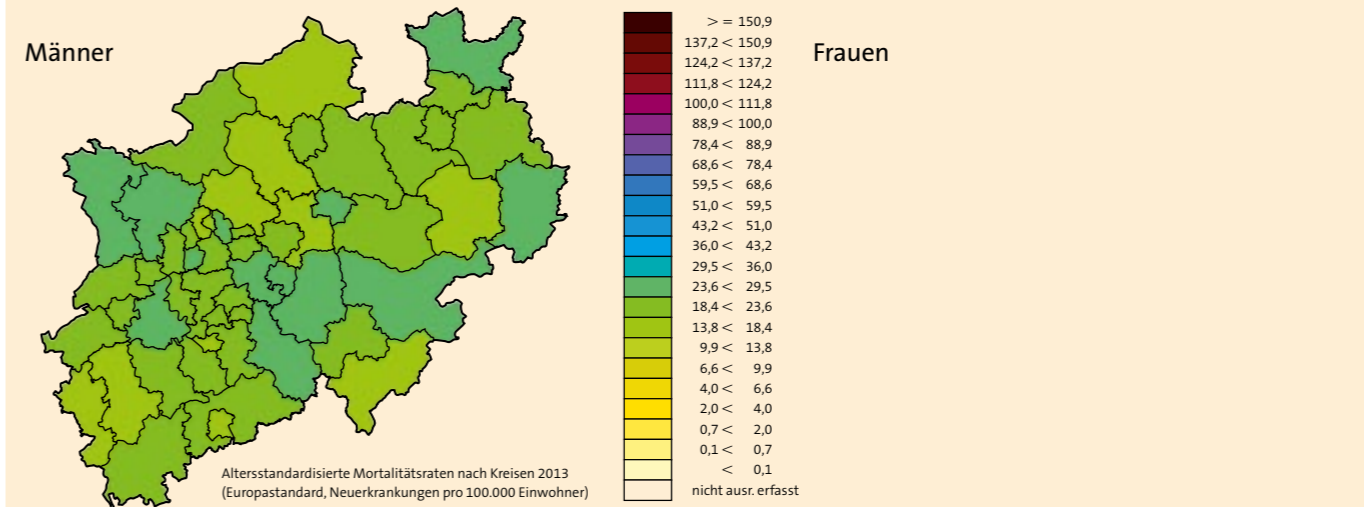 Männer
Frauen
> = 150,9
137,2 < 150,9
124,2 < 137,2
111,8 < 124,2
100,0 < 111,8
88,9 < 100,0
78,4 < 88,9
68,6 < 78,4
59,5 < 68,6
51,0 < 59,5
43,2 < 51,0
36,0 < 43,2
29,5 < 36,0
23,6 < 29,5
18,4 < 23,6
13,8 < 18,4
9,9 < 13,8
6,6 < 9,9
4,0 < 6,6
2,0 < 4,0
0,7 < 2,0
0,1 < 0,7
< 0,1
nicht ausr. erfasst
Altersstandardisierte Mortalitätsraten nach Kreisen 2013
(Europastandard, Neuerkrankungen pro 100.000 Einwohner)